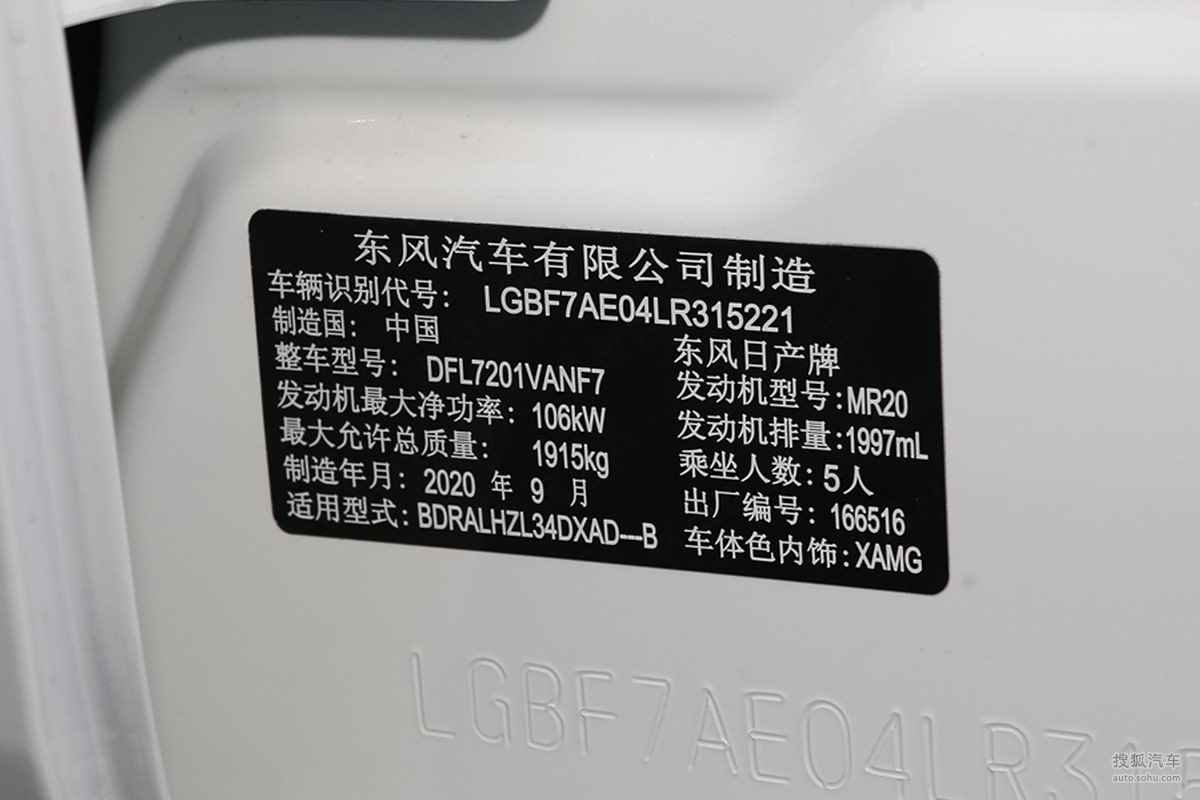 东风汽车有限公司制造
车辆识别代号: LGBF7AE04LR315221
制造国: 中国
东风日产牌
整车型号: DFL7201VANF7
发动机型号:MR20
发动机最大净功率: 106kW
发动机排量:1997mL
最大允许总质量: 1915kg
乘坐人数:5人
制造年月: 2020 年 9 月
出厂编号: 166516
适用型式: BDRALHZL34DXAD---B
车体色内饰:XAMG
LGBF7AE04LR315
搜狐汽车
auto.sohu.com